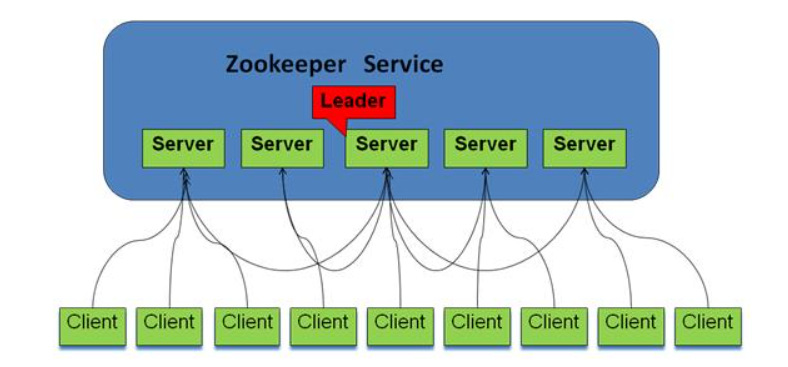 Zookeeper Service
Leader
Server Server Server Server Server
Client Client Client Client Client Client Client Client Client